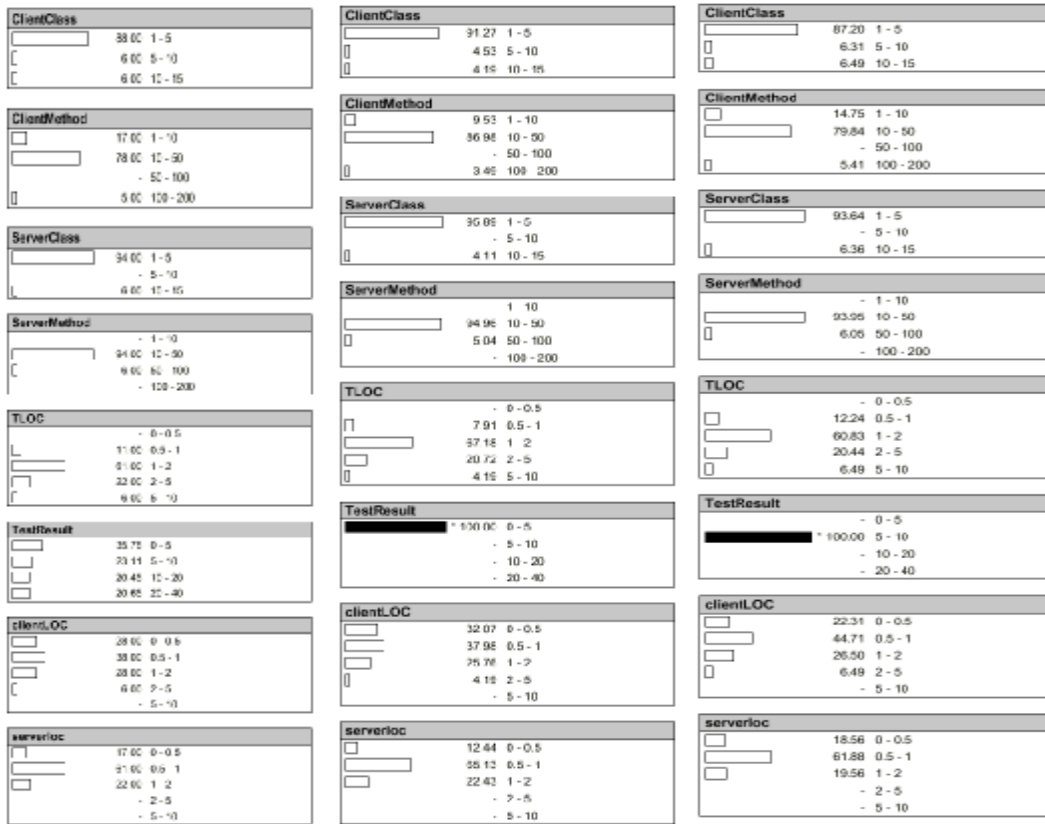 ClientClass
88.00 1 - 5
6.00 5 - 10
6.00 10 - 15
ClientMethod
17.00 1 - 10
78.00 10 - 50
- 50 - 100
5.00 100 - 200
ServerClass
94.00 1 - 5
- 5 - 10
6.00 10 - 15
ServerMethod
- 1 - 10
94.00 10 - 50
6.00 50 - 100
- 100 - 200
TLOC
- 0 - 0.5
11.00 0.5 - 1
61.00 1 - 2
22.00 2 - 5
6.00 5 - 10
TestResult
35.75 0 - 5
23.11 5 - 10
20.45 10 - 20
20.68 20 - 40
clientLOC
28.00 0 - 0.5
38.00 0.5 - 1
28.00 1 - 2
6.00 2 - 5
- 5 - 10
serverloc
17.00 0 - 0.5
61.00 0.5 - 1
22.00 1 - 2
- 2 - 5
- 5 - 10
ClientClass
91.27 1 - 5
4.53 5 - 10
4.19 10 - 15
ClientMethod
9.53 1 - 10
86.98 10 - 50
- 50 - 100
3.49 100 200
ServerClass
95.89 1 - 5
- 5 - 10
4.11 10 - 15
ServerMethod
1 10
94.96 10 - 50
5.04 50 - 100
- 100 - 200
TLOC
- 0 - 0.5
7.91 0.5 - 1
67.18 1 2
20.72 2 - 5
4.19 5 - 10
TestResult
* 100.00 0 - 5
- 5 - 10
- 10 - 20
- 20 - 40
clientLOC
32.07 0 - 0.5
37.98 0.5 - 1
25.76 1 - 2
4.19 2 - 5
- 5 - 10
serverloc
12.44 0 - 0.5
65.13 0.5 - 1
22.43 1 - 2
- 2 - 5
- 5 - 10
ClientClass
87.20 1 - 5
6.31 5 - 10
6.49 10 - 15
ClientMethod
14.75 1 - 10
79.84 10 - 50
- 50 - 100
5.41 100 - 200
ServerClass
93.64 1 - 5
- 5 - 10
6.36 10 - 15
ServerMethod
- 1 - 10
93.95 10 - 50
6.05 50 - 100
- 100 - 200
TLOC
- 0 - 0.5
12.24 0.5 - 1
60.83 1 - 2
20.44 2 - 5
6.49 5 - 10
TestResult
- 0 - 5
* 100.00 5 - 10
- 10 - 20
- 20 - 40
clientLOC
22.31 0 - 0.5
44.71 0.5 - 1
26.50 1 - 2
6.49 2 - 5
- 5 - 10
serverloc
18.56 0 - 0.5
61.88 0.5 - 1
19.56 1 - 2
- 2 - 5
- 5 - 10